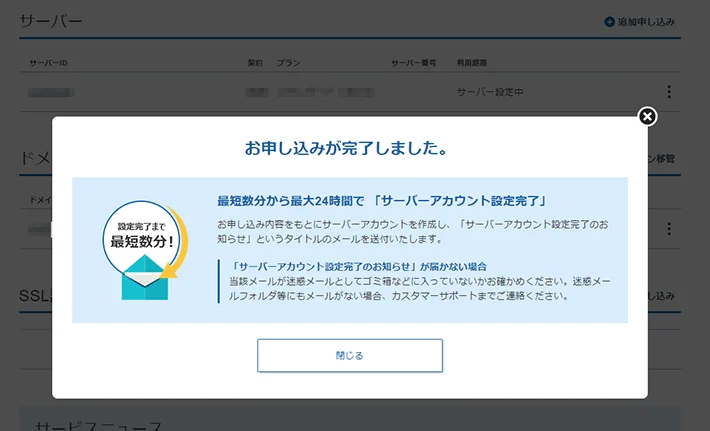 サーバー
追加申し込み
サーバーID 契約 プラン サーバー番号 利用期限
サーバー設定中
お申し込みが完了しました。
ドメ
ン移管
ドメイ
設定完了まで
最短数分!
最短数分から最大24時間で 「サーバーアカウント設定完了」
お申し込み内容をもとにサーバーアカウントを作成し、「サーバーアカウント設定完了のお
知らせ」というタイトルのメールを送付いたします。
「サーバーアカウント設定完了のお知らせ」が届かない場合
当該メールが迷惑メールとしてゴミ箱などに入っていないかお確かめください。迷惑メー
ルフォルダ等にもメールがない場合、カスタマーサポートまでご連絡ください。
SSL
し込み
閉じる
サービスニュース